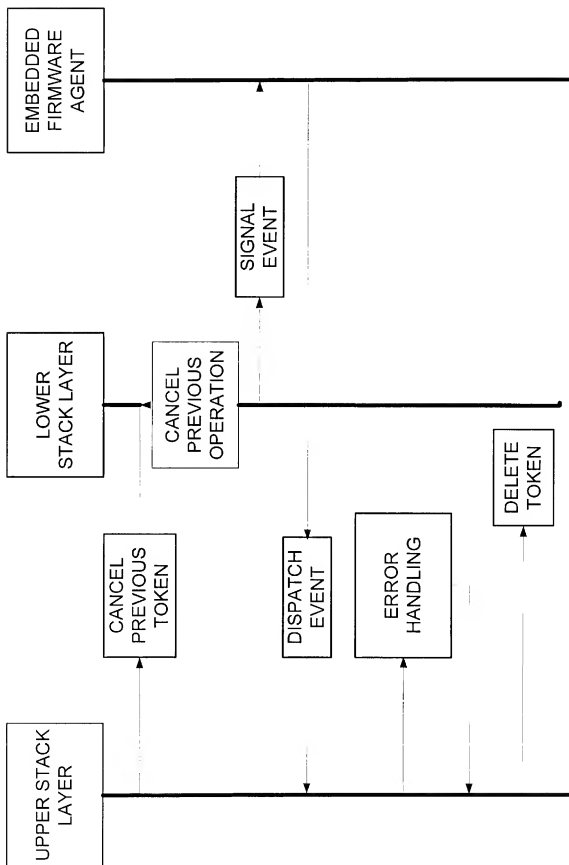 UPPER STACK
LAYER
LOWER
STACK LAYER
EMBEDDED
FIRMWARE
AGENT
CANCEL
PREVIOUS
TOKEN
CANCEL
PREVIOUS
OPERATION
SIGNAL
EVENT
DISPATCH
EVENT
ERROR
HANDLING
DELETE
TOKEN